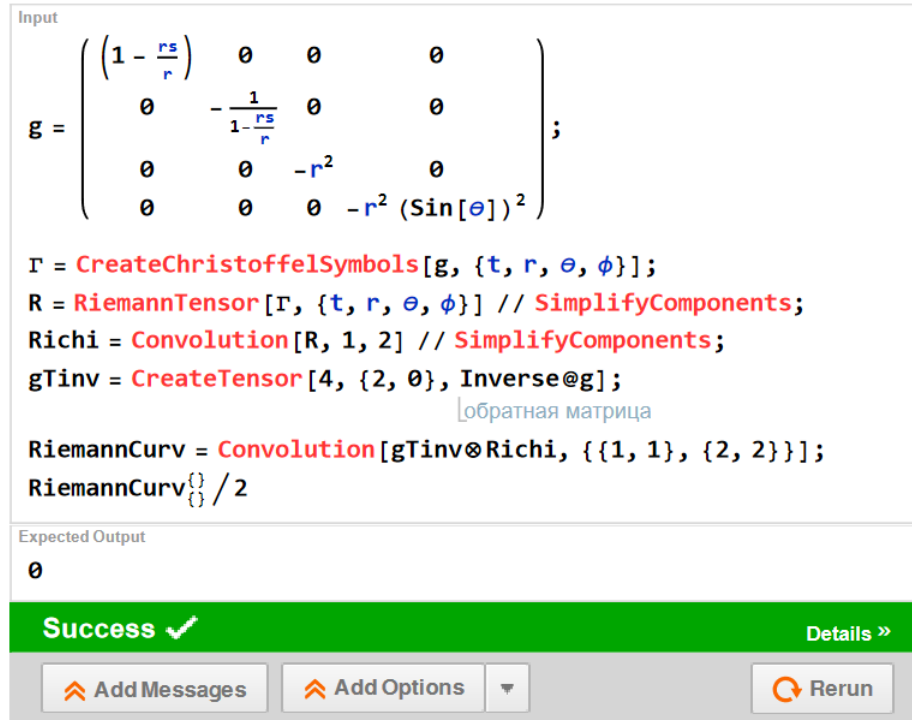 Input
g = ( (1 - rs/r) 0 0 0
0 - 1/(1 - rs/r) 0 0
0 0 -r² 0
0 0 0 -r² (Sin[θ])² ) ;
Γ = CreateChristoffelSymbols[g, {t, r, θ, ϕ}];
R = RiemannTensor[Γ, {t, r, θ, ϕ}] // SimplifyComponents;
Richi = Convolution[R, 1, 2] // SimplifyComponents;
gTinv = CreateTensor[4, {2, 0}, Inverse@g];
обратная матрица
RiemannCurv = Convolution[gTinv⊗Richi, {{1, 1}, {2, 2}}];
RiemannCurv{}{} / 2
Expected Output
0
Success ✓ Details »
Add Messages Add Options ▼ Rerun